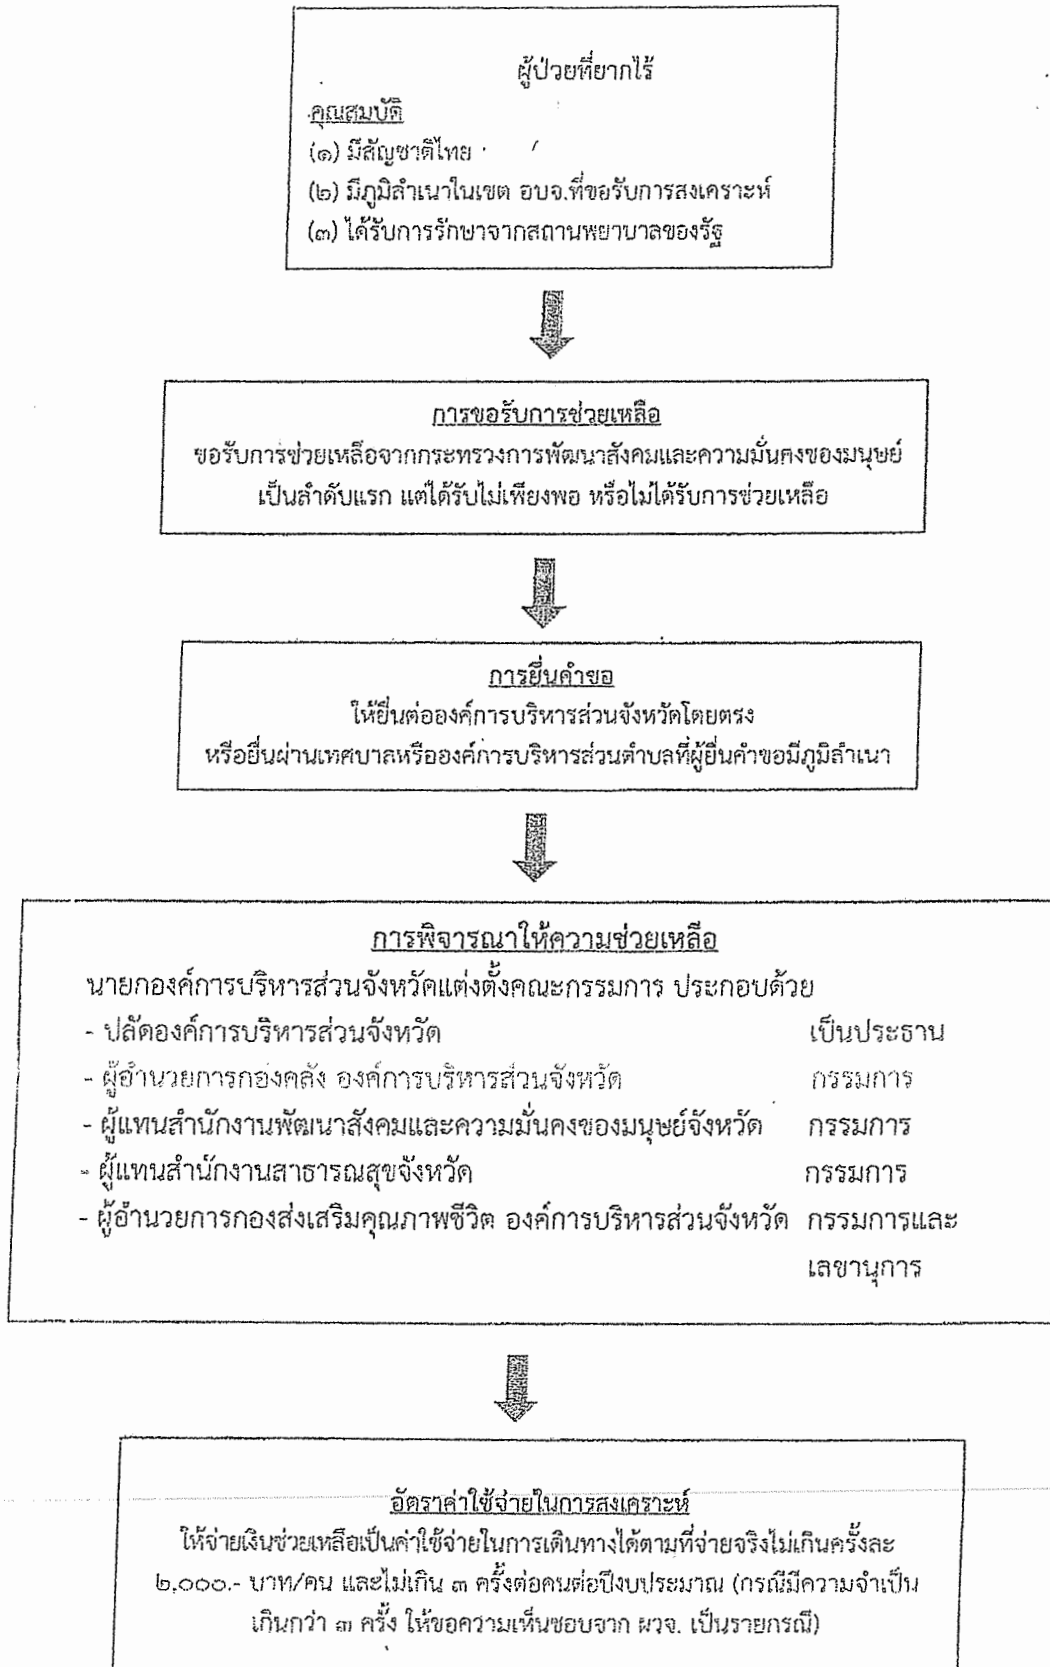 ผู้ป่วยที่ยากไร้
คุณสมบัติ
(๑) มีสัญชาติไทย
(๒) มีภูมิลำเนาในเขต อบจ.ที่ขอรับการสงเคราะห์
(๓) ได้รับการรักษาจากสถานพยาบาลของรัฐ
การขอรับการช่วยเหลือ
ขอรับการช่วยเหลือจากกระทรวงการพัฒนาสังคมและความมั่นคงของมนุษย์
เป็นลำดับแรก แต่ได้รับไม่เพียงพอ หรือไม่ได้รับการช่วยเหลือ
การยื่นคำขอ
ให้ยื่นต่อองค์การบริหารส่วนจังหวัดโดยตรง
หรือยื่นผ่านเทศบาลหรือองค์การบริหารส่วนตำบลที่ผู้ยื่นคำขอมีภูมิลำเนา
การพิจารณาให้ความช่วยเหลือ
นายกองค์การบริหารส่วนจังหวัดแต่งตั้งคณะกรรมการ ประกอบด้วย
- ปลัดองค์การบริหารส่วนจังหวัด เป็นประธาน
- ผู้อำนวยการกองคลัง องค์การบริหารส่วนจังหวัด กรรมการ
- ผู้แทนสำนักงานพัฒนาสังคมและความมั่นคงของมนุษย์จังหวัด กรรมการ
- ผู้แทนสำนักงานสาธารณสุขจังหวัด กรรมการ
- ผู้อำนวยการกองส่งเสริมคุณภาพชีวิต องค์การบริหารส่วนจังหวัด กรรมการและ
เลขานุการ
อัตราค่าใช้จ่ายในการสงเคราะห์
ให้จ่ายเงินช่วยเหลือเป็นค่าใช้จ่ายในการเดินทางได้ตามที่จ่ายจริงไม่เกินครั้งละ
๒,๐๐๐.- บาท/คน และไม่เกิน ๓ ครั้งต่อคนต่อปีงบประมาณ (กรณีมีความจำเป็น
เกินกว่า ๓ ครั้ง ให้ขอความเห็นชอบจาก ผวจ. เป็นรายกรณี)